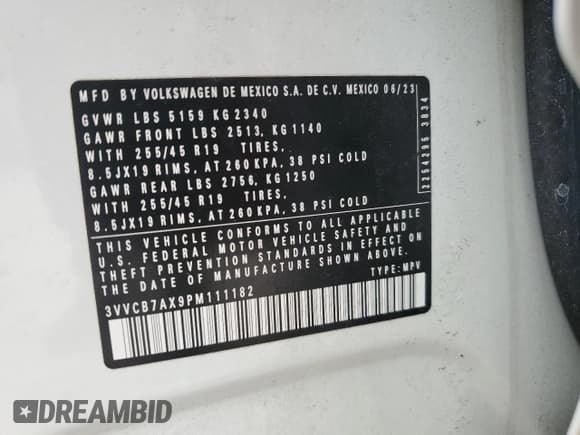 MFD BY VOLKSWAGEN DE MEXICO S.A. DE C.V. MEXICO 06/23
GVWR LBS 5159 KG 2340
GAWR FRONT LBS 2513, KG 1140
WITH 255/45 R19 TIRES,
8.5JX19 RIMS, AT 260 KPA, 38 PSI COLD
GAWR REAR LBS 2756, KG 1250
WITH 255/45 R19 TIRES,
8.5JX19 RIMS, AT 260 KPA, 38 PSI COLD
THIS VEHICLE CONFORMS TO ALL APPLICABLE
U.S. FEDERAL MOTOR VEHICLE SAFETY AND
THEFT PREVENTION STANDARDS IN EFFECT ON
THE DATE OF MANUFACTURE SHOWN ABOVE.
3VVCB7AX9PM111182
TYPE: MPV
2254295 3834
DREAMBID